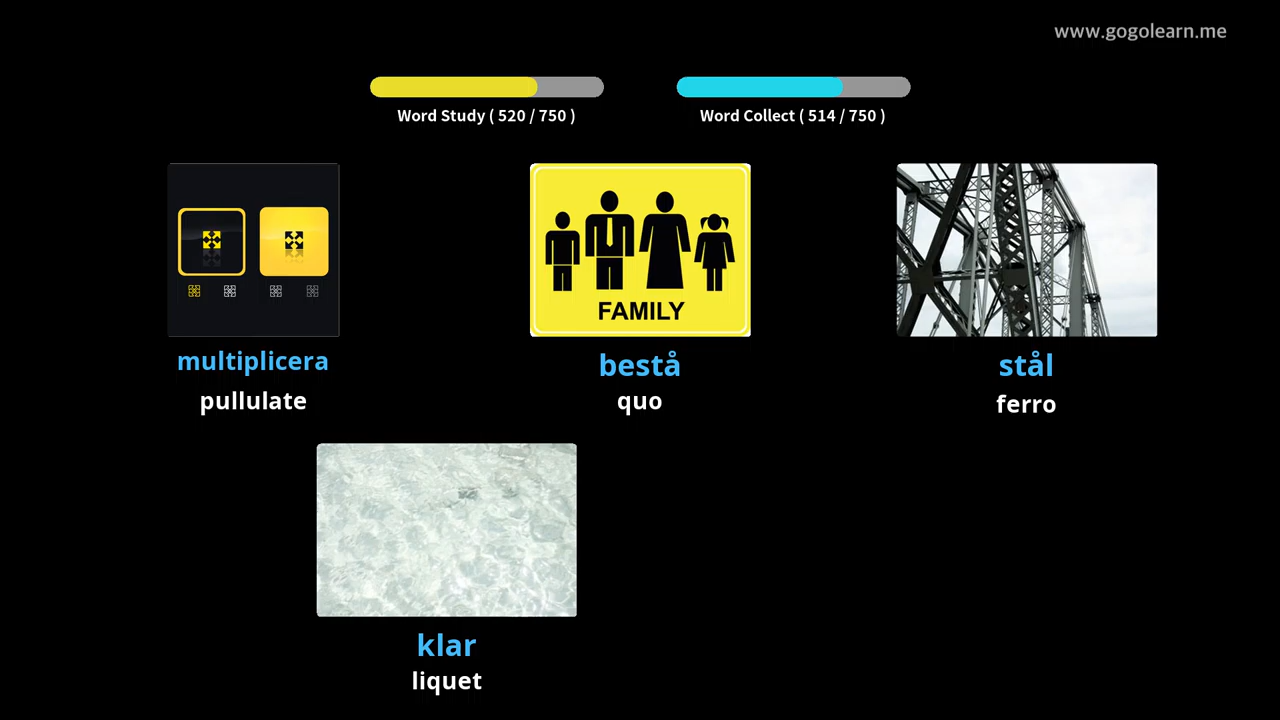 www.gogolearn.me
Word Study ( 520 / 750 )
Word Collect ( 514 / 750 )
FAMILY
multiplicera
pullulate
bestå
quo
stål
ferro
klar
liquet